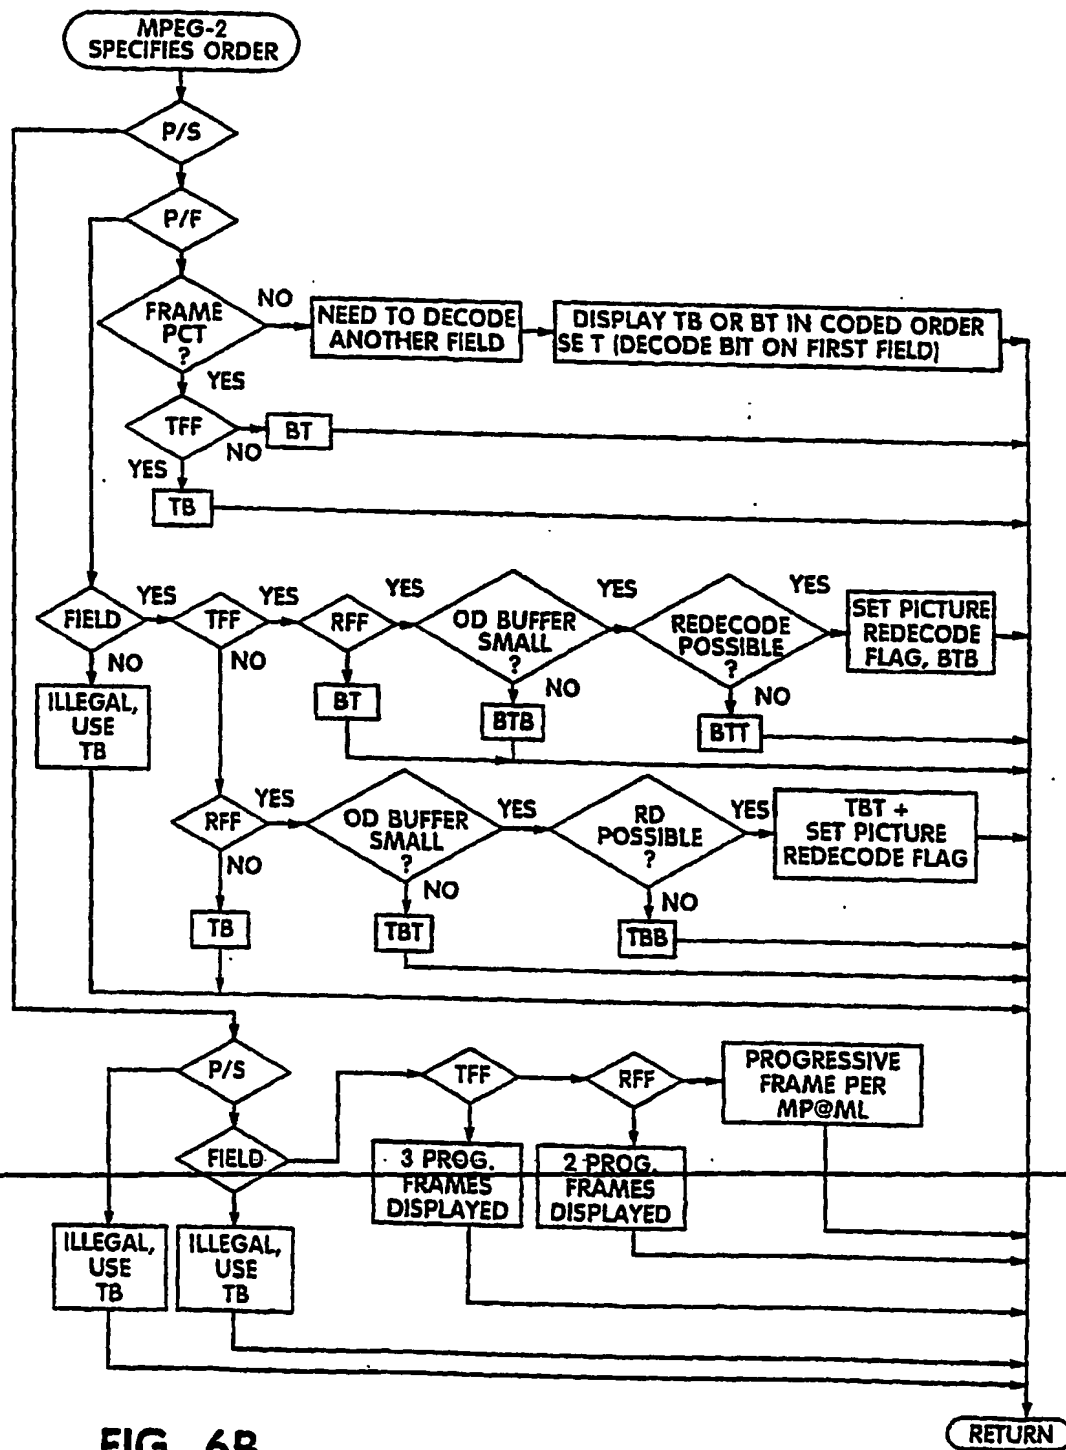 MPEG-2
SPECIFIES ORDER
P/S
P/F
FRAME
PCT
?
NO
NEED TO DECODE
ANOTHER FIELD
DISPLAY TB OR BT IN CODED ORDER
SE T (DECODE BIT ON FIRST FIELD)
YES
TFF
NO
BT
YES
TB
FIELD
YES
TFF
YES
RFF
YES
OD BUFFER
SMALL
?
YES
REDECODE
POSSIBLE
?
YES
SET PICTURE
REDECODE
FLAG, BTB
NO
ILLEGAL,
USE
TB
NO
BT
NO
BTB
NO
BTT
RFF
YES
OD BUFFER
SMALL
?
YES
RD
POSSIBLE
?
YES
TBT +
SET PICTURE
REDECODE FLAG
NO
TB
NO
TBT
NO
TBB
P/S
TFF
RFF
PROGRESSIVE
FRAME PER
MP@ML
FIELD
3 PROG.
FRAMES
DISPLAYED
2 PROG.
FRAMES
DISPLAYED
ILLEGAL,
USE
TB
ILLEGAL,
USE
TB
FIG. 6B
RETURN